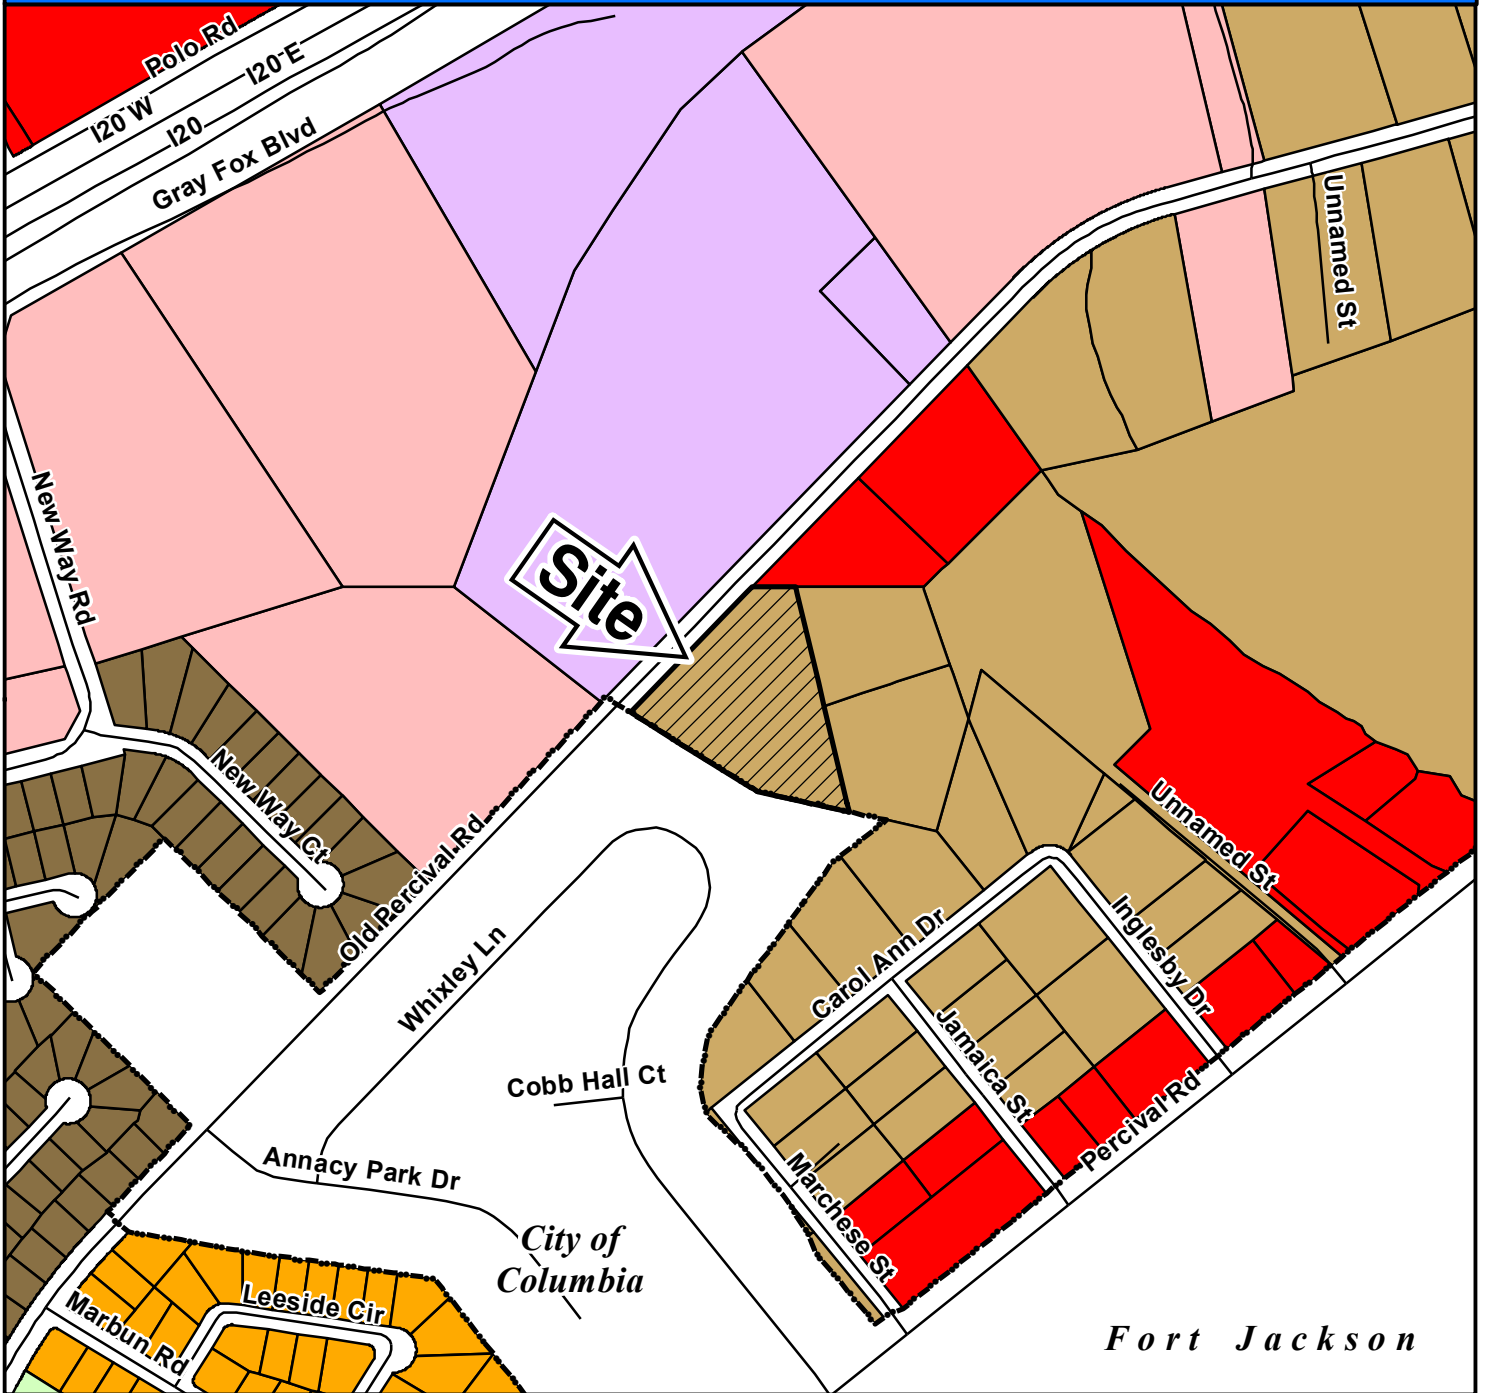 Polo Rd
I20 E
I20 W
I20
Gray Fox Blvd
Unnamed St
New Way Rd
Site
New Way Ct
Old Percival Rd
Unnamed St
Whixley Ln
Carol Ann Dr
Inglesby Dr
Jamaica St
Cobb Hall Ct
Percival Rd
Annacy Park Dr
Marchese St
City of
Columbia
Leeside Cir
Marbun Rd
Fort Jackson